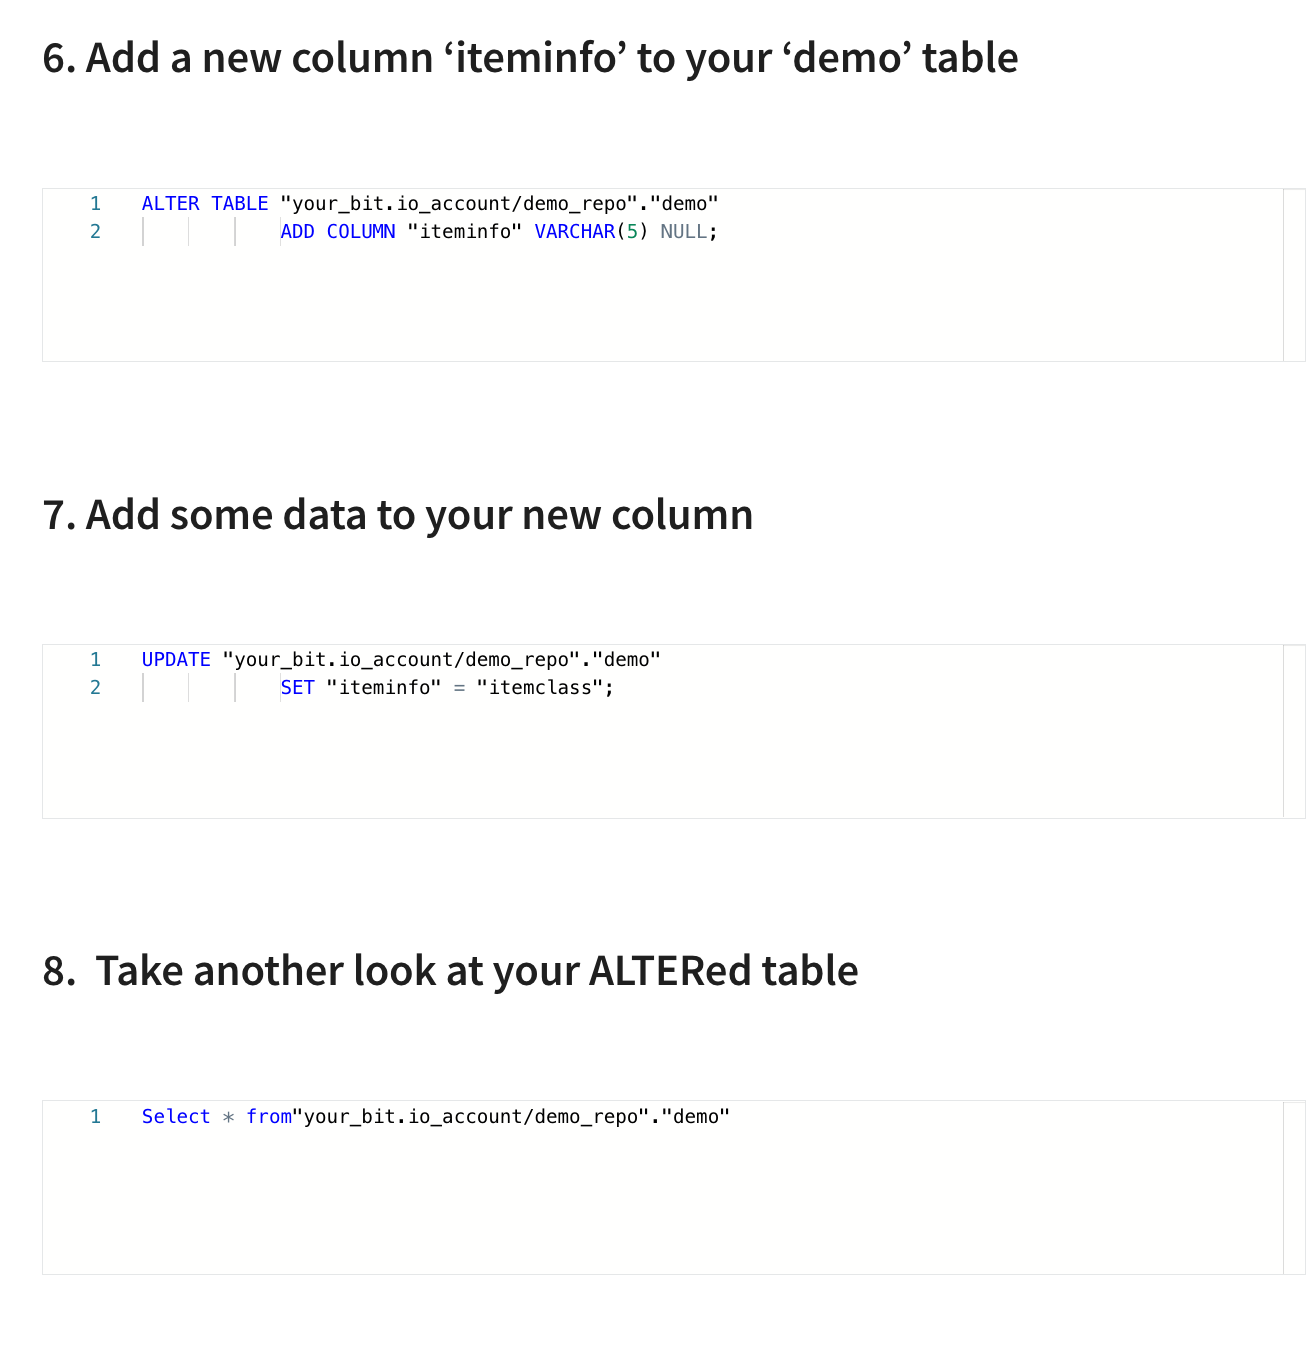 6. Add a new column ‘iteminfo’ to your ‘demo’ table
1 ALTER TABLE "your_bit.io_account/demo_repo"."demo"
2 ADD COLUMN "iteminfo" VARCHAR(5) NULL;
7. Add some data to your new column
1 UPDATE "your_bit.io_account/demo_repo"."demo"
2 SET "iteminfo" = "itemclass";
8.  Take another look at your ALTERed table
1 Select * from"your_bit.io_account/demo_repo"."demo"